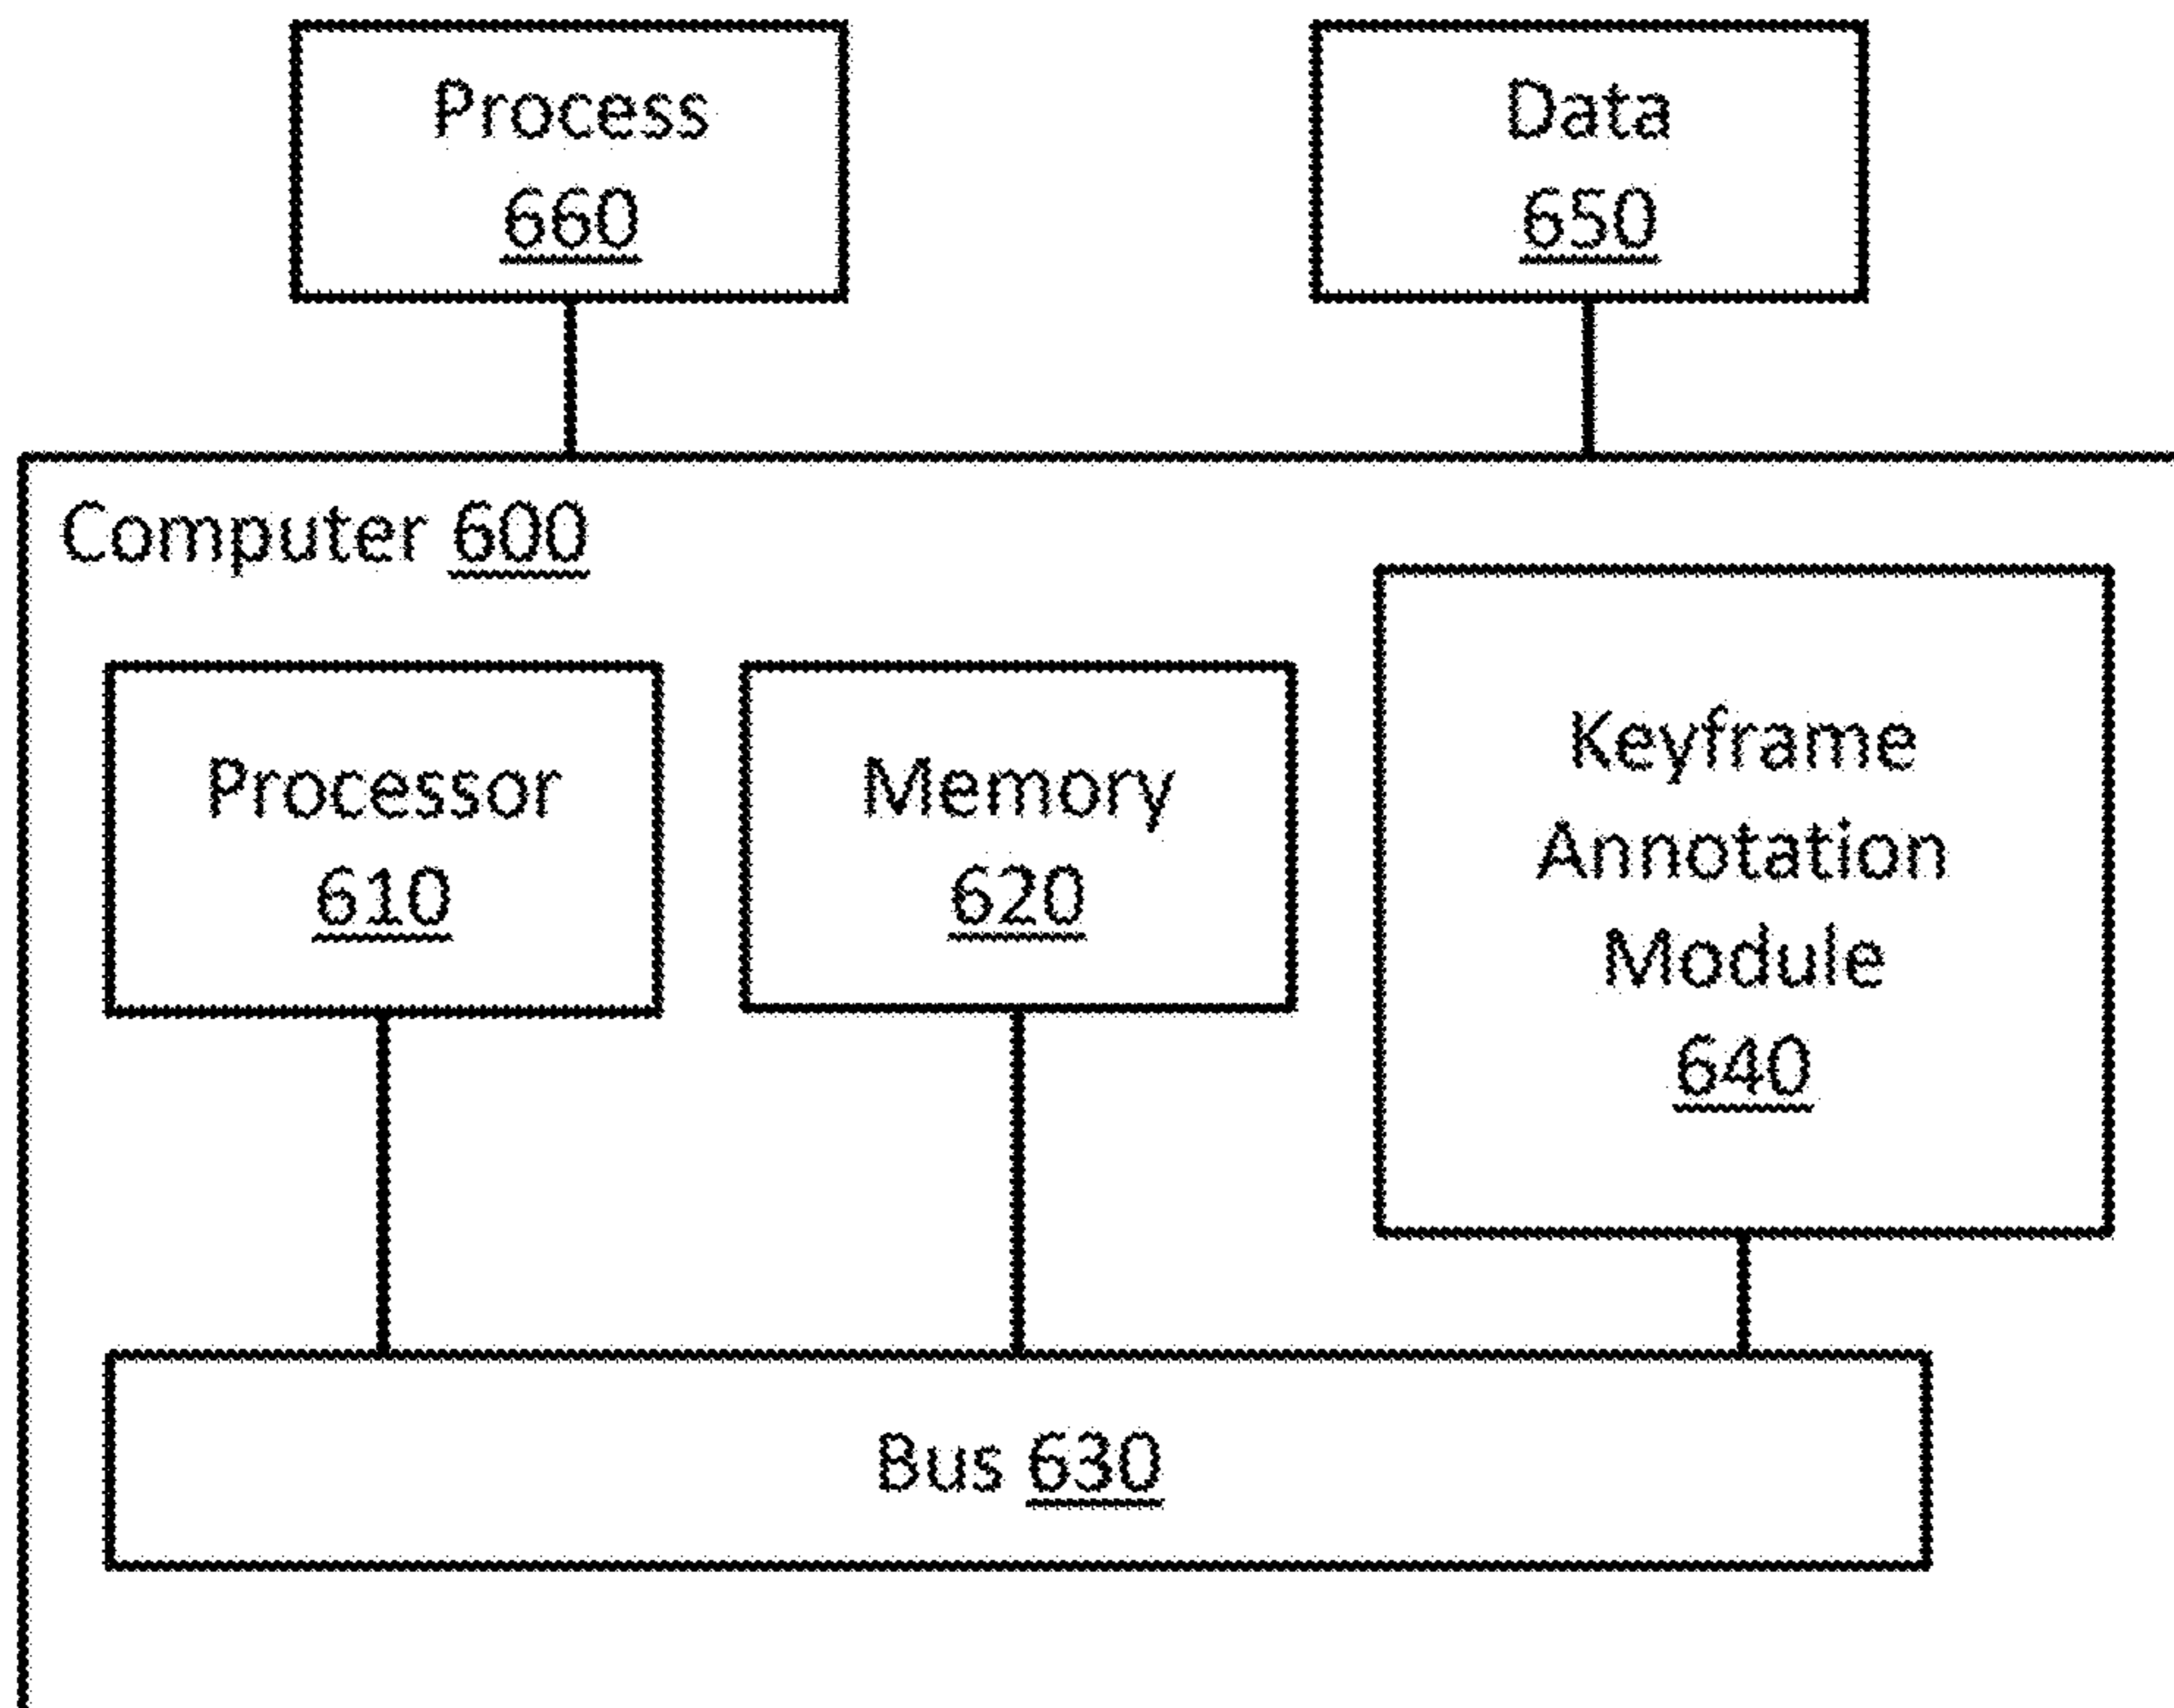 Process
660
Data
650
Computer 600
Processor
610
Memory
620
Keyframe
Annotation
Module
640
Bus 630